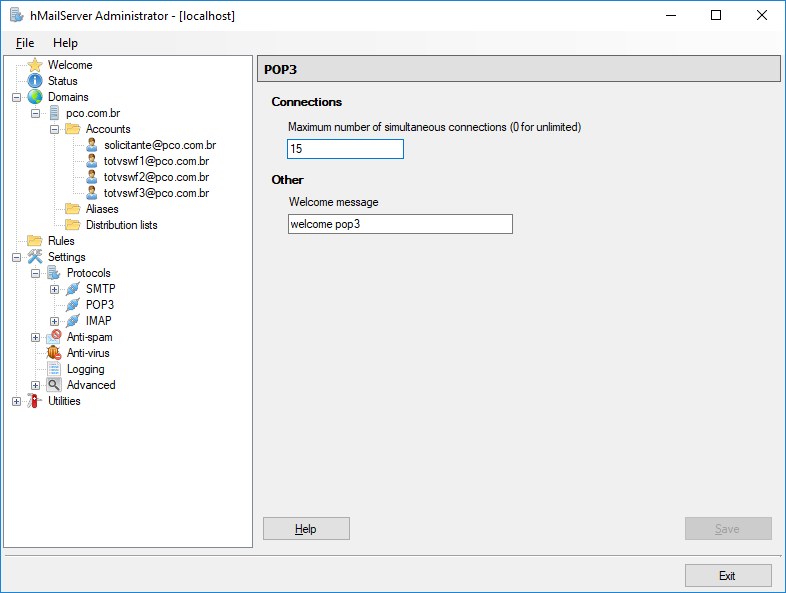 hMailServer Administrator - [localhost]
File Help
Welcome
Status
Domains
pco.com.br
Accounts
solicitante@pco.com.br
totvswf1@pco.com.br
totvswf2@pco.com.br
totvswf3@pco.com.br
Aliases
Distribution lists
Rules
Settings
Protocols
SMTP
POP3
IMAP
Anti-spam
Anti-virus
Logging
Advanced
Utilities
POP3
Connections
Maximum number of simultaneous connections (0 for unlimited)
15
Other
Welcome message
welcome pop3
Help
Save
Exit